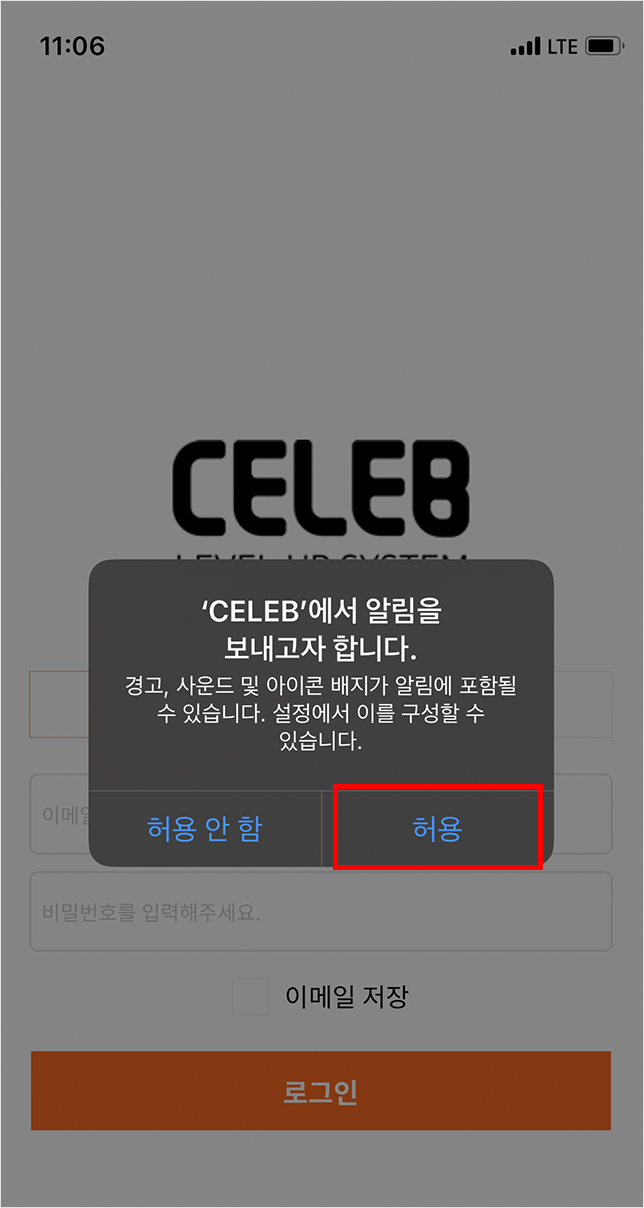 11:06
LTE
CELEB
LEVEL UP SYSTEM
‘CELEB’에서 알림을
보내고자 합니다.
경고, 사운드 및 아이콘 배지가 알림에 포함될
수 있습니다. 설정에서 이를 구성할 수
있습니다.
허용 안 함
허용
이메일
비밀번호를 입력해주세요.
이메일 저장
로그인